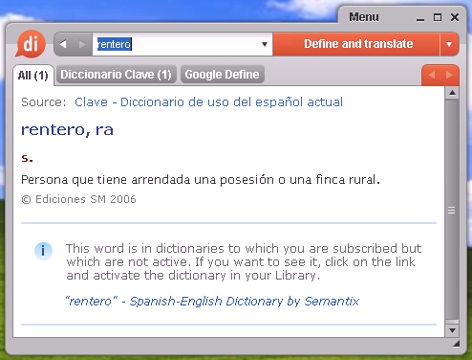 Menu
di
rentero
Define and translate
All (1)
Diccionario Clave (1)
Google Define
Source: Clave - Diccionario de uso del español actual
rentero, ra
s.
Persona que tiene arrendada una posesión o una finca rural.
© Ediciones SM 2006
i
This word is in dictionaries to which you are subscribed but
which are not active. If you want to see it, click on the link
and activate the dictionary in your Library.
"rentero" - Spanish-English Dictionary by Semantix